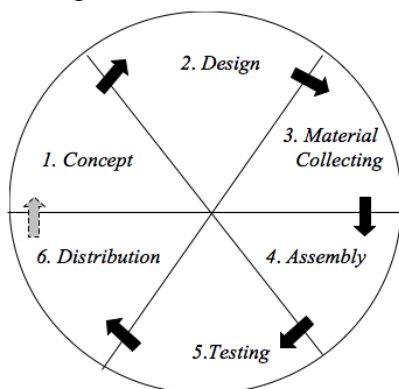 2. Design
1. Concept
3. Material
Collecting
6. Distribution
4. Assembly
5.Testing